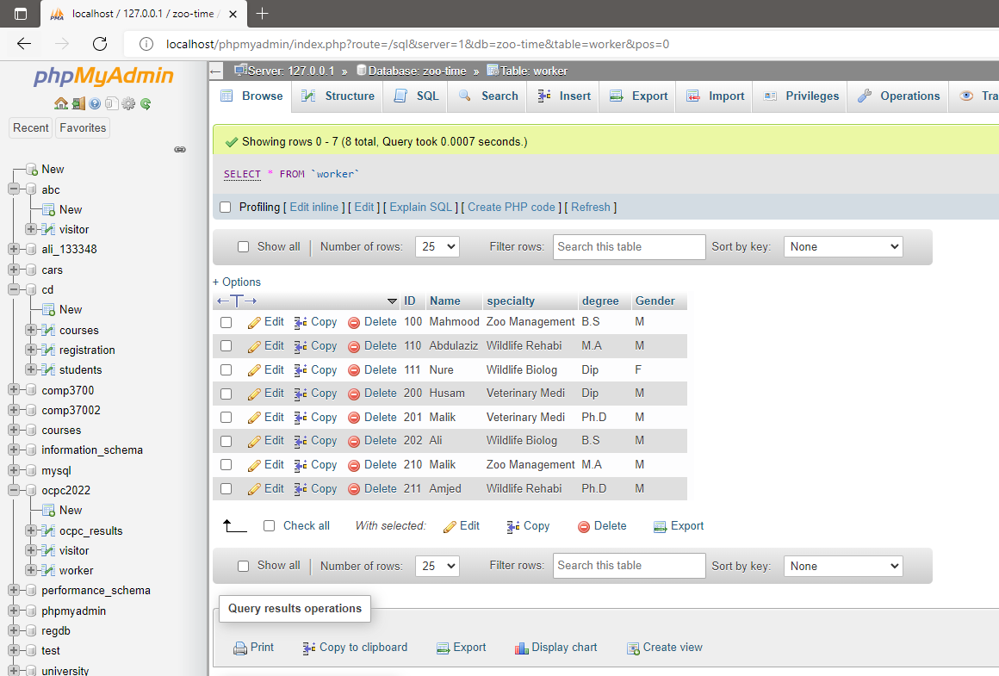 localhost / 127.0.0.1 / zoo-time /
localhost/phpmyadmin/index.php?route=/sql&server=1&db=zoo-time&table=worker&pos=0
phpMyAdmin
Recent Favorites
New
abc
New
visitor
ali_133348
cars
cd
New
courses
registration
students
comp3700
comp37002
courses
information_schema
mysql
ocpc2022
New
ocpc_results
visitor
worker
performance_schema
phpmyadmin
regdb
test
university
Server: 127.0.0.1 » Database: zoo-time » Table: worker
Browse Structure SQL Search Insert Export Import Privileges Operations Tra
Showing rows 0 - 7 (8 total, Query took 0.0007 seconds.)
SELECT * FROM `worker`
Profiling [ Edit inline ] [ Edit ] [ Explain SQL ] [ Create PHP code ] [ Refresh ]
Show all | Number of rows: 25 Filter rows: Search this table Sort by key: None
+ Options
←T→ ID Name specialty degree Gender
Edit Copy Delete 100 Mahmood Zoo Management B.S M
Edit Copy Delete 110 Abdulaziz Wildlife Rehabi M.A M
Edit Copy Delete 111 Nure Wildlife Biolog Dip F
Edit Copy Delete 200 Husam Veterinary Medi Dip M
Edit Copy Delete 201 Malik Veterinary Medi Ph.D M
Edit Copy Delete 202 Ali Wildlife Biolog B.S M
Edit Copy Delete 210 Malik Zoo Management M.A M
Edit Copy Delete 211 Amjed Wildlife Rehabi Ph.D M
Check all With selected: Edit Copy Delete Export
Show all | Number of rows: 25 Filter rows: Search this table Sort by key: None
Query results operations
Print Copy to clipboard Export Display chart Create view